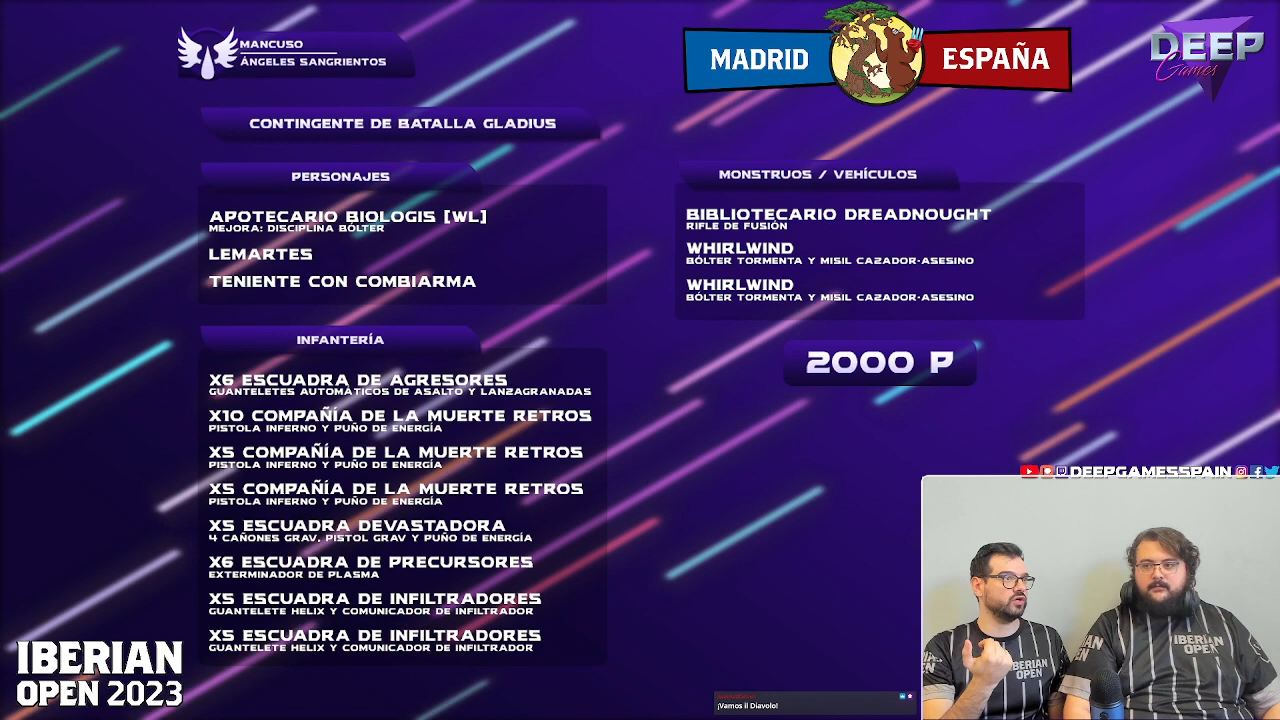 MANCUSO
ÁNGELES SANGRIENTOS
MADRID
ESPAÑA
DEEP
Games
CONTINGENTE DE BATALLA GLADIUS
PERSONAJES
APOTECARIO BIOLOGIS [WL]
MEJORA: DISCIPLINA BÓLTER
LEMARTES
TENIENTE CON COMBIARMA
INFANTERÍA
X6 ESCUADRA DE AGRESORES
GUANTELETES AUTOMÁTICOS DE ASALTO Y LANZAGRANADAS
X10 COMPAÑÍA DE LA MUERTE RETROS
PISTOLA INFERNO Y PUÑO DE ENERGÍA
X5 COMPAÑÍA DE LA MUERTE RETROS
PISTOLA INFERNO Y PUÑO DE ENERGÍA
X5 COMPAÑÍA DE LA MUERTE RETROS
PISTOLA INFERNO Y PUÑO DE ENERGÍA
X5 ESCUADRA DEVASTADORA
4 CAÑONES GRAV, PISTOL GRAV Y PUÑO DE ENERGÍA
X6 ESCUADRA DE PRECURSORES
EXTERMINADOR DE PLASMA
X5 ESCUADRA DE INFILTRADORES
GUANTELETE HELIX Y COMUNICADOR DE INFILTRADOR
X5 ESCUADRA DE INFILTRADORES
GUANTELETE HELIX Y COMUNICADOR DE INFILTRADOR
MONSTRUOS / VEHÍCULOS
BIBLIOTECARIO DREADNOUGHT
RIFLE DE FUSIÓN
WHIRLWIND
BÓLTER TORMENTA Y MISIL CAZADOR-ASESINO
WHIRLWIND
BÓLTER TORMENTA Y MISIL CAZADOR-ASESINO
2000 P
DEEPGAMESSPAIN
IBERIAN
OPEN
IBERIAN
OPEN
IBERIAN
OPEN 2023
¡Vamos il Diavolo!